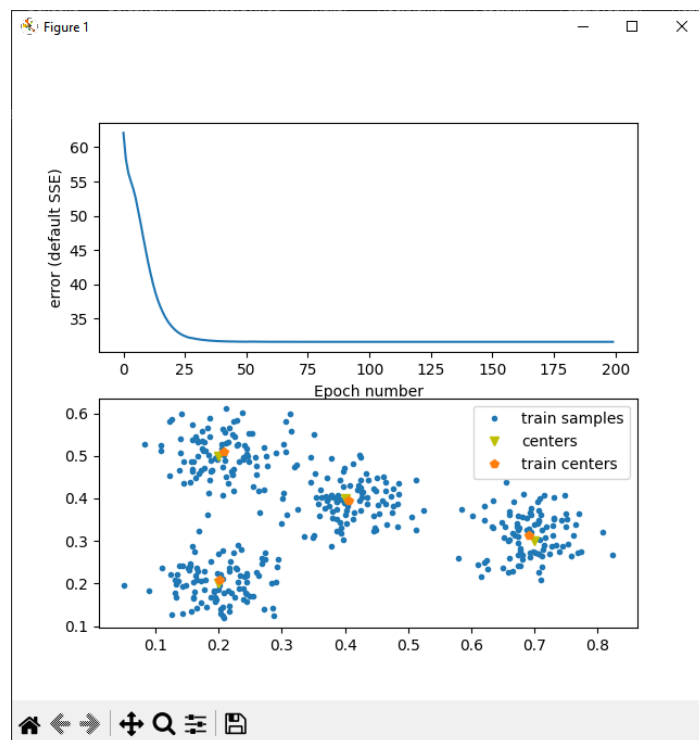 Figure 1
60
55
50
45
40
35
error (default SSE)
0 25 50 75 100 125 150 175 200
Epoch number
0.6
0.5
0.4
0.3
0.2
0.1
train samples
centers
train centers
0.1 0.2 0.3 0.4 0.5 0.6 0.7 0.8